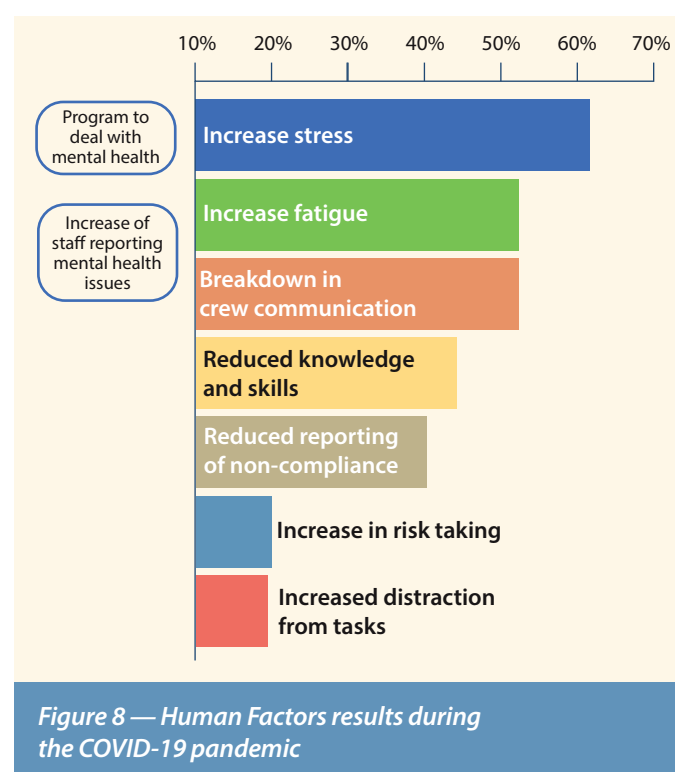 10% 20% 30% 40% 50% 60% 70%
Program to
deal with
mental health
Increase stress
Increase of
staff reporting
mental health
issues
Increase fatigue
Breakdown in
crew communication
Reduced knowledge
and skills
Reduced reporting
of non-compliance
Increase in risk taking
Increased distraction
from tasks
Figure 8 — Human Factors results during
the COVID-19 pandemic